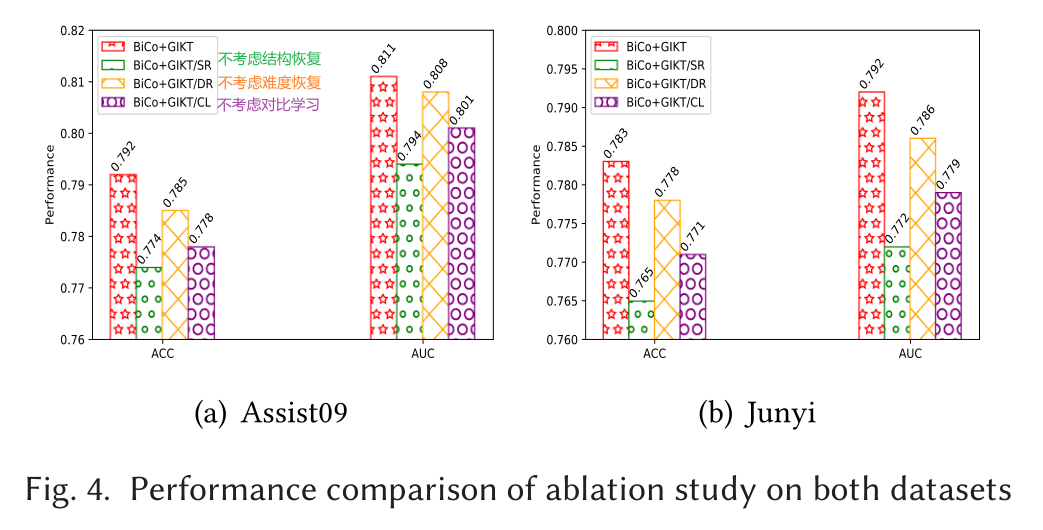 0.82
0.81
0.80
0.79
0.78
0.77
0.76
Performance
BiCo+GIKT
BiCo+GIKT/SR 不考虑结构恢复
BiCo+GIKT/DR 不考虑难度恢复
BiCo+GIKT/CL 不考虑对比学习
0.792
0.774
0.785
0.778
0.811
0.794
0.808
0.801
ACC
AUC
(a) Assist09
0.800
0.795
0.790
0.785
0.780
0.775
0.770
0.765
0.760
Performance
BiCo+GIKT
BiCo+GIKT/SR
BiCo+GIKT/DR
BiCo+GIKT/CL
0.783
0.765
0.778
0.771
0.792
0.772
0.786
0.779
ACC
AUC
(b) Junyi
Fig. 4. Performance comparison of ablation study on both datasets